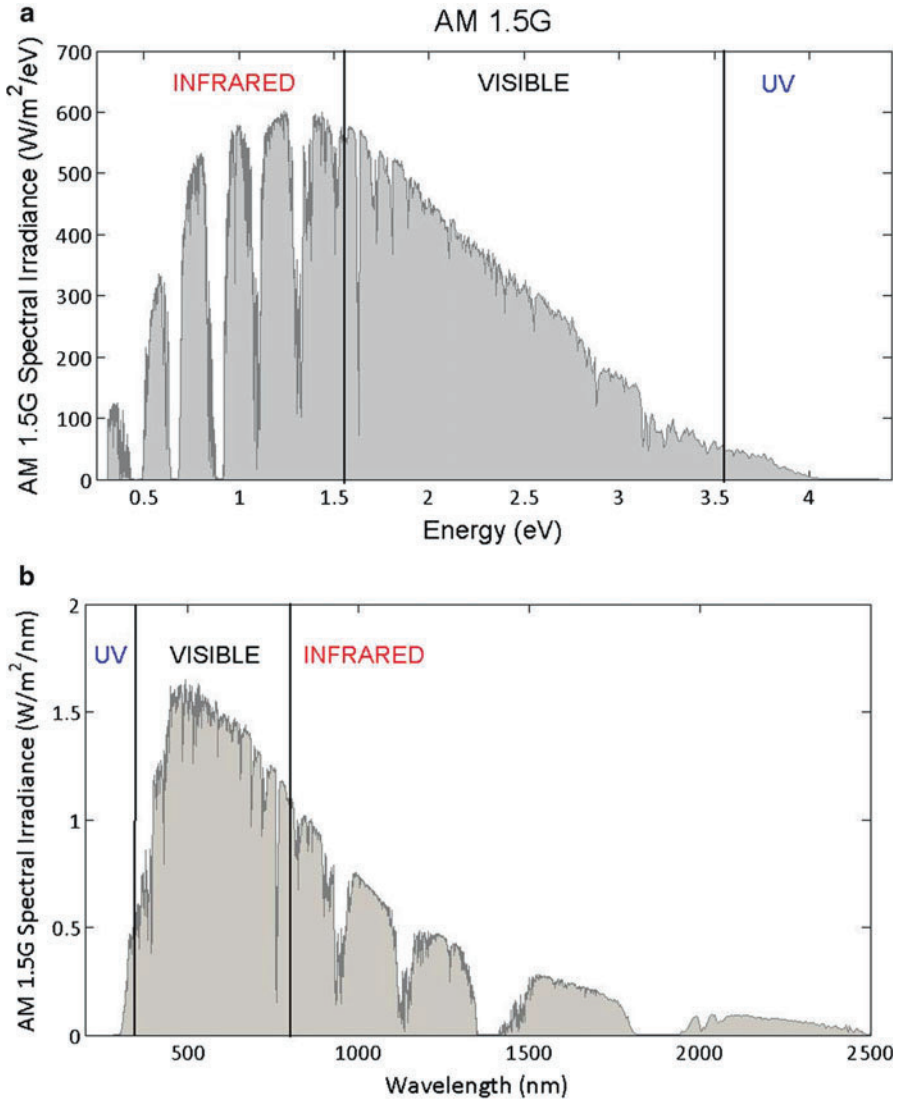 a
AM 1.5G
700
600
500
400
300
200
100
0
AM 1.5G Spectral Irradiance (W/m²/eV)
INFRARED VISIBLE UV
0.5 1 1.5 2 2.5 3 3.5 4
Energy (eV)
b
2
1.5
1
0.5
0
AM 1.5G Spectral Irradiance (W/m²/nm)
UV VISIBLE INFRARED
500 1000 1500 2000 2500
Wavelength (nm)